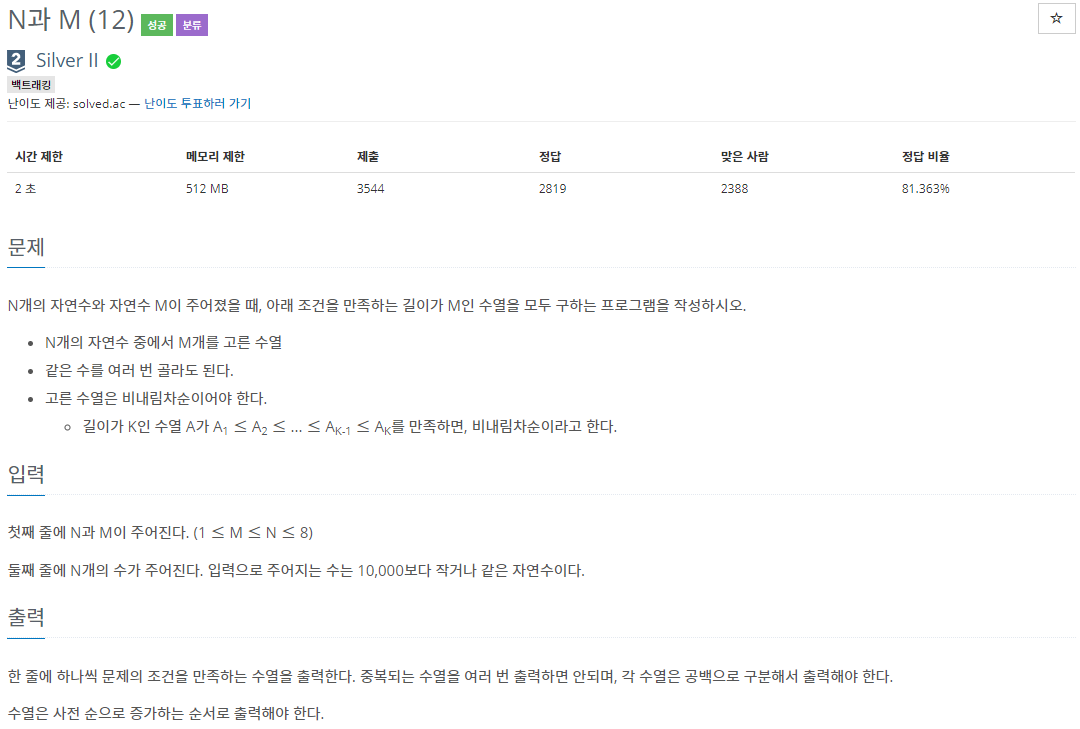 N과 M (12) 성공 분류
☆
2 Silver II
백트래킹
난이도 제공: solved.ac — 난이도 투표하러 가기
시간 제한 메모리 제한 제출 정답 맞은 사람 정답 비율
2 초 512 MB 3544 2819 2388 81.363%
문제
N개의 자연수와 자연수 M이 주어졌을 때, 아래 조건을 만족하는 길이가 M인 수열을 모두 구하는 프로그램을 작성하시오.
• N개의 자연수 중에서 M개를 고른 수열
• 같은 수를 여러 번 골라도 된다.
• 고른 수열은 비내림차순이어야 한다.
◦ 길이가 K인 수열 A가 A1 ≤ A2 ≤ ... ≤ AK-1 ≤ AK를 만족하면, 비내림차순이라고 한다.
입력
첫째 줄에 N과 M이 주어진다. (1 ≤ M ≤ N ≤ 8)
둘째 줄에 N개의 수가 주어진다. 입력으로 주어지는 수는 10,000보다 작거나 같은 자연수이다.
출력
한 줄에 하나씩 문제의 조건을 만족하는 수열을 출력한다. 중복되는 수열을 여러 번 출력하면 안되며, 각 수열은 공백으로 구분해서 출력해야 한다.
수열은 사전 순으로 증가하는 순서로 출력해야 한다.